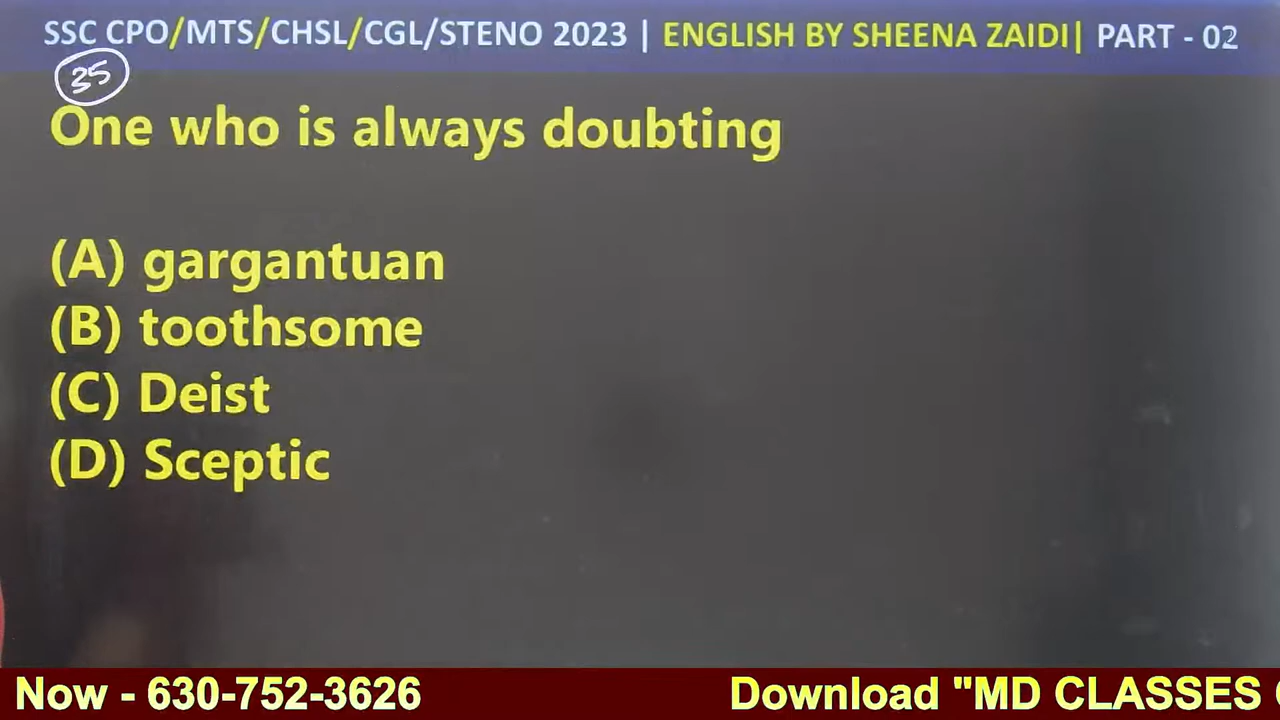 SSC CPO/MTS/CHSL/CGL/STENO 2023 | ENGLISH BY SHEENA ZAIDI| PART - 02
35
One who is always doubting
(A) gargantuan
(B) toothsome
(C) Deist
(D) Sceptic
Now - 630-752-3626 Download "MD CLASSES